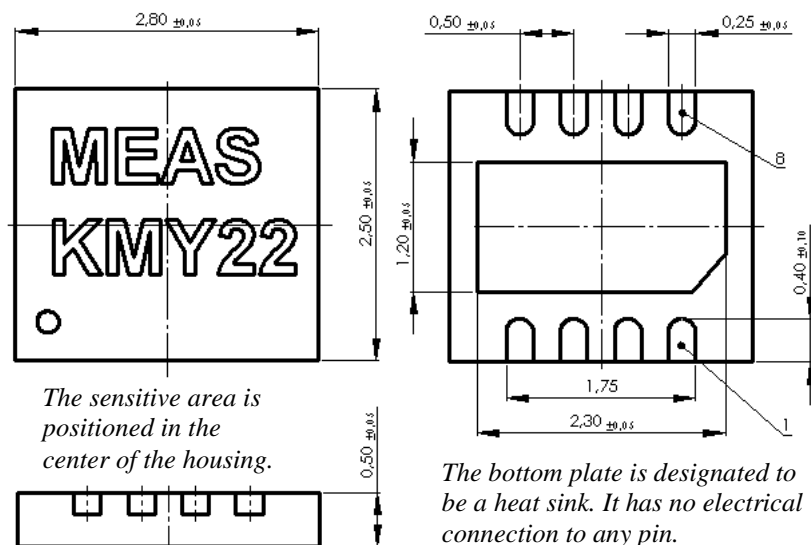 2,80 ±0,05
0,50 ±0,05
0,25 ±0,05
MEAS
KMY22
2,50 ±0,05
8
1,20 ±0,05
0,40 ±0,10
1,75
2,30 ±0,05
1
The sensitive area is
positioned in the
center of the housing.
0,50 ±0,05
The bottom plate is designated to
be a heat sink. It has no electrical
connection to any pin.